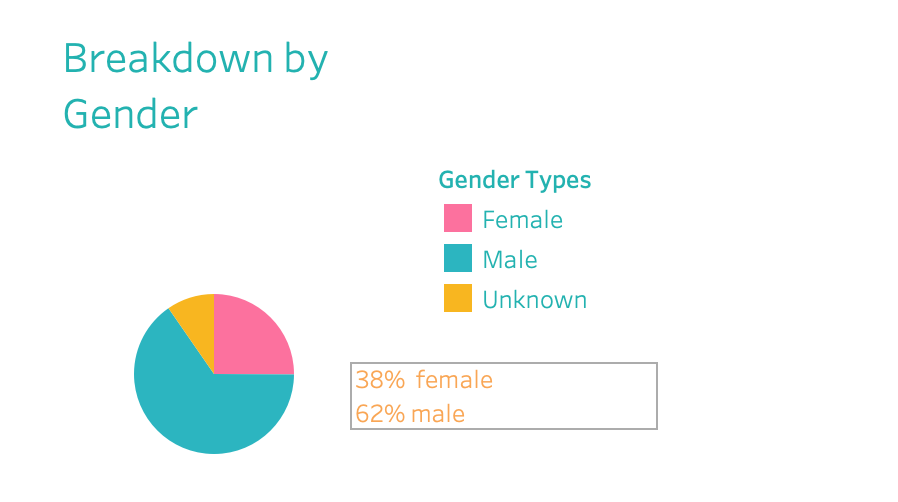 Breakdown by
Gender
Gender Types
Female
Male
Unknown
38% female
62% male